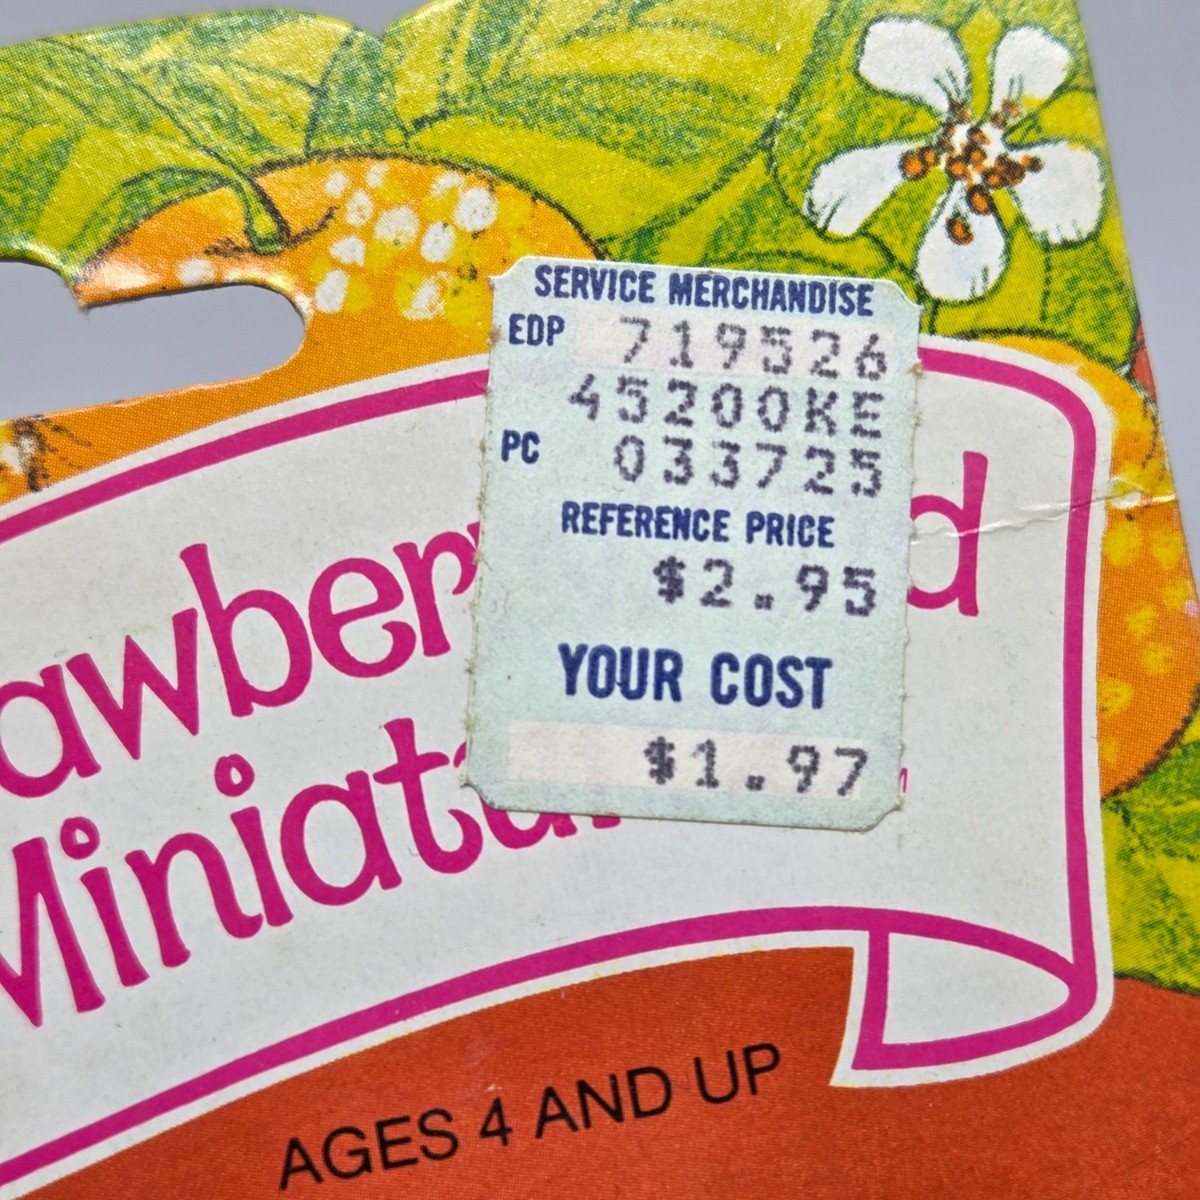 SERVICE MERCHANDISE
EDP 719526
45200KE
PC 033725
REFERENCE PRICE
$2.95
YOUR COST
$1.97
awber d
Miniatu
AGES 4 AND UP